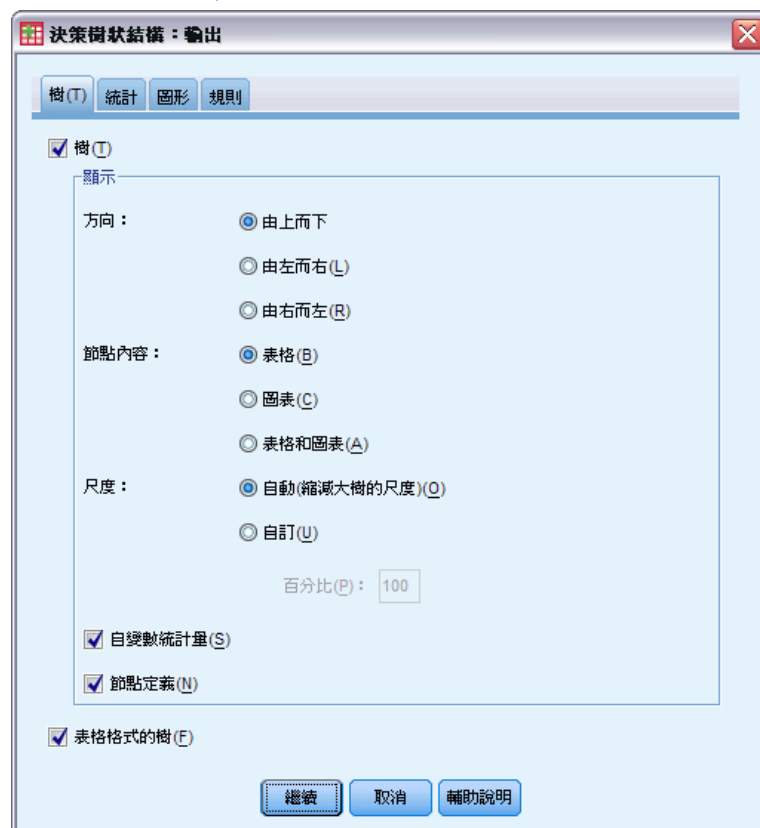 決策樹狀結構：輸出
樹(T) 統計 圖形 規則
樹(T)
顯示
方向： 由上而下
由左而右(L)
由右而左(R)
節點內容： 表格(B)
圖表(C)
表格和圖表(A)
尺度： 自動(縮減大樹的尺度)(O)
自訂(U)
百分比(P)： 100
自變數統計量(S)
節點定義(N)
表格格式的樹(F)
繼續 取消 輔助說明